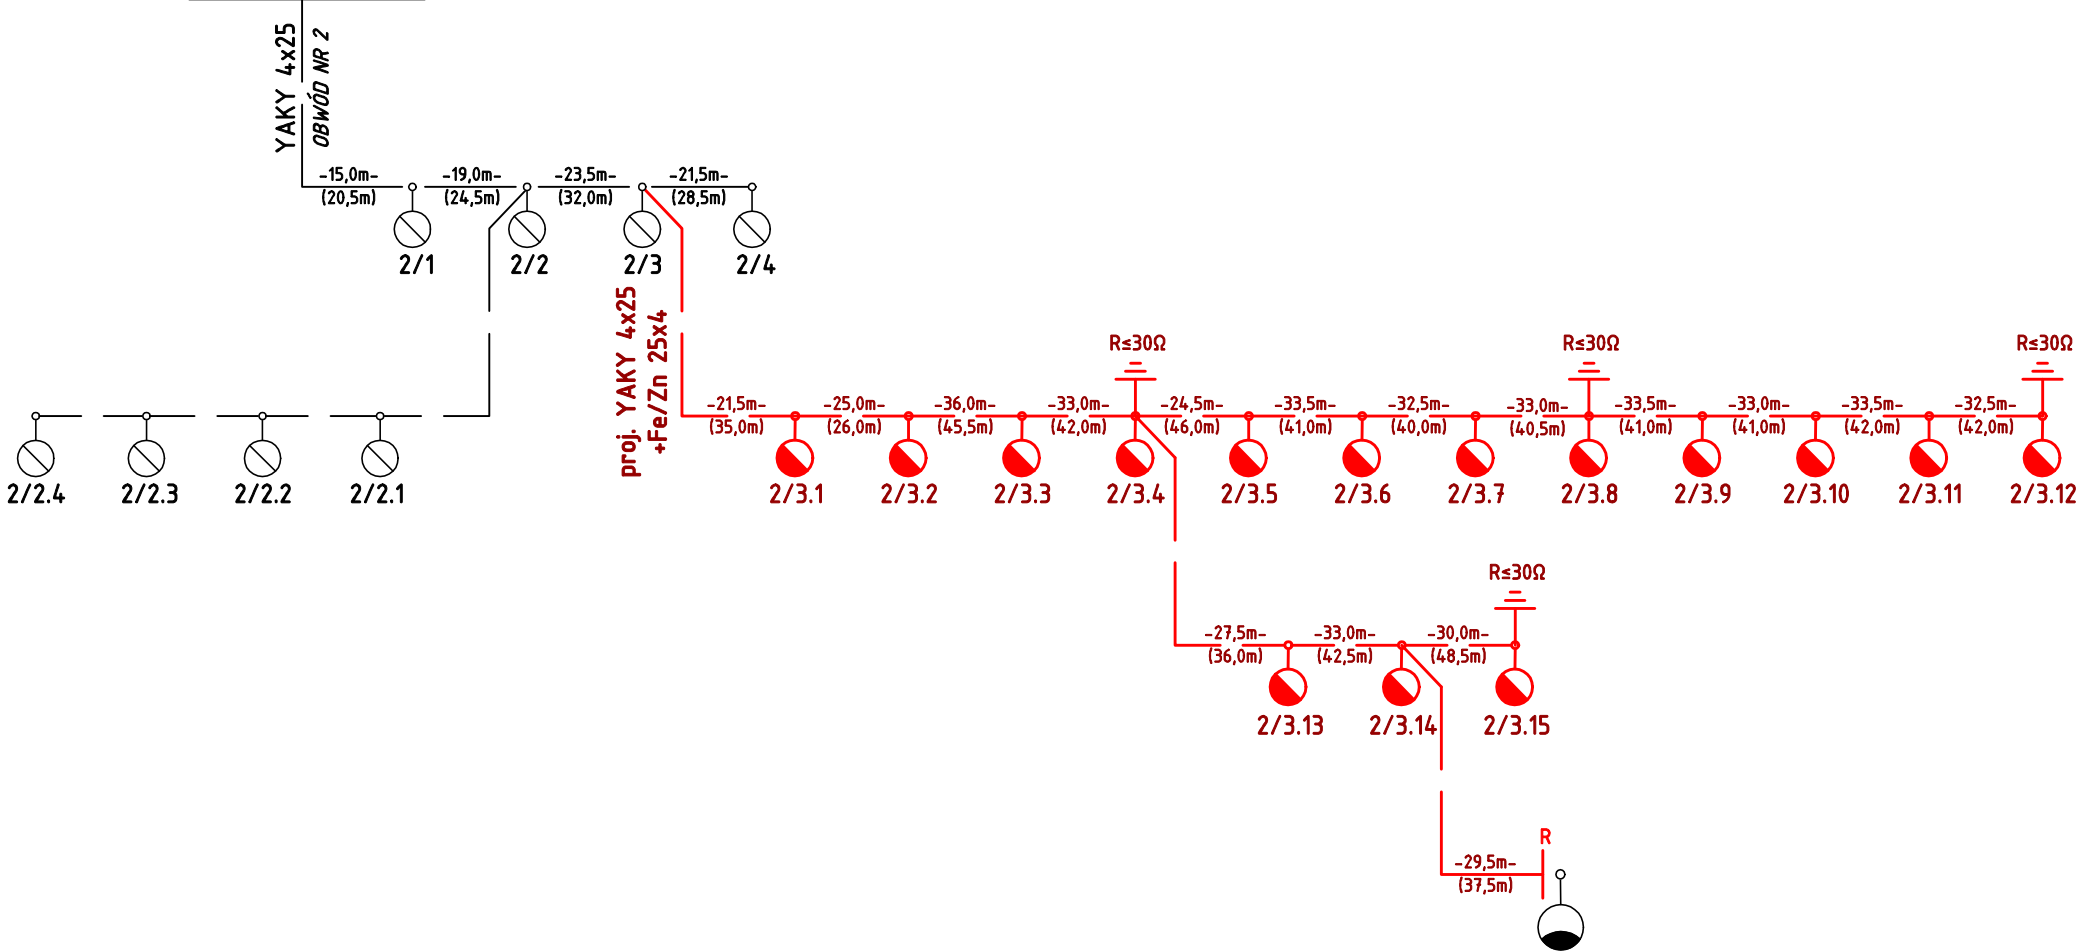 YAKY 4x25
OBWÓD NR 2
-15,0m-
(20,5m)
-19,0m-
(24,5m)
-23,5m-
(32,0m)
-21,5m-
(28,5m)
2/1
2/2
2/3
2/4
proj. YAKY 4x25
+Fe/Zn 25x4
R≤30Ω
R≤30Ω
R≤30Ω
-21,5m-
(35,0m)
-25,0m-
(26,0m)
-36,0m-
(45,5m)
-33,0m-
(42,0m)
-24,5m-
(46,0m)
-33,5m-
(41,0m)
-32,5m-
(40,0m)
-33,0m-
(40,5m)
-33,5m-
(41,0m)
-33,0m-
(41,0m)
-33,5m-
(42,0m)
-32,5m-
(42,0m)
2/2.4
2/2.3
2/2.2
2/2.1
2/3.1
2/3.2
2/3.3
2/3.4
2/3.5
2/3.6
2/3.7
2/3.8
2/3.9
2/3.10
2/3.11
2/3.12
R≤30Ω
-27,5m-
(36,0m)
-33,0m-
(42,5m)
-30,0m-
(48,5m)
2/3.13
2/3.14
2/3.15
R
-29,5m-
(37,5m)